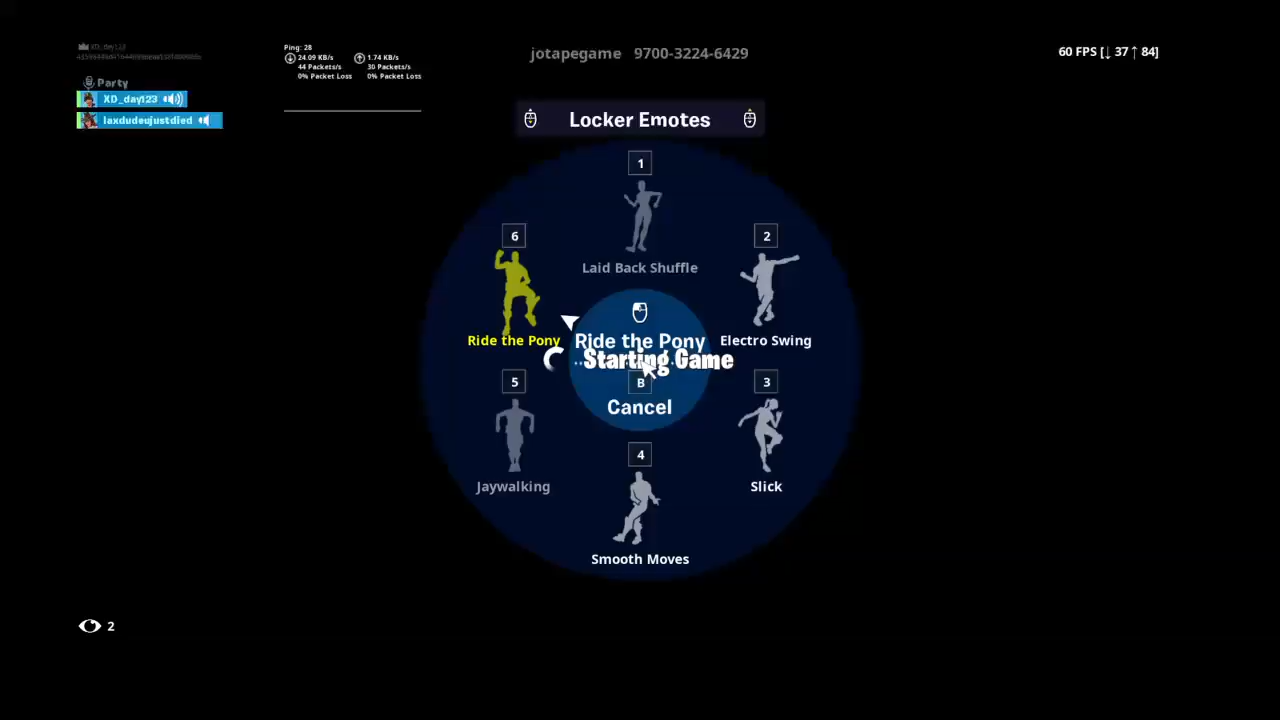 XD_day123
Party
XD_day123
laxdudeujustdied
Ping: 28
24.09 KB/s
44 Packets/s
0% Packet Loss
1.74 KB/s
30 Packets/s
0% Packet Loss
jotapegame 9700-3224-6429
60 FPS [↓ 37 ↑ 84]
Locker Emotes
1
Laid Back Shuffle
6
Ride the Pony
2
Electro Swing
Ride the Pony
Starting Game
B
Cancel
5
Jaywalking
3
Slick
4
Smooth Moves
2